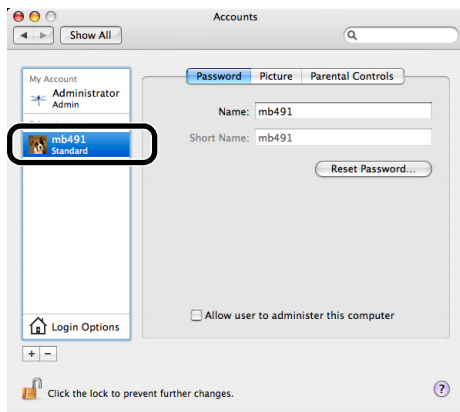 Accounts
Show All
My Account
Administrator
Admin
mb491
Standard
Login Options
Password Picture Parental Controls
Name: mb491
Short Name: mb491
Reset Password...
Allow user to administer this computer
+ −
Click the lock to prevent further changes.
?